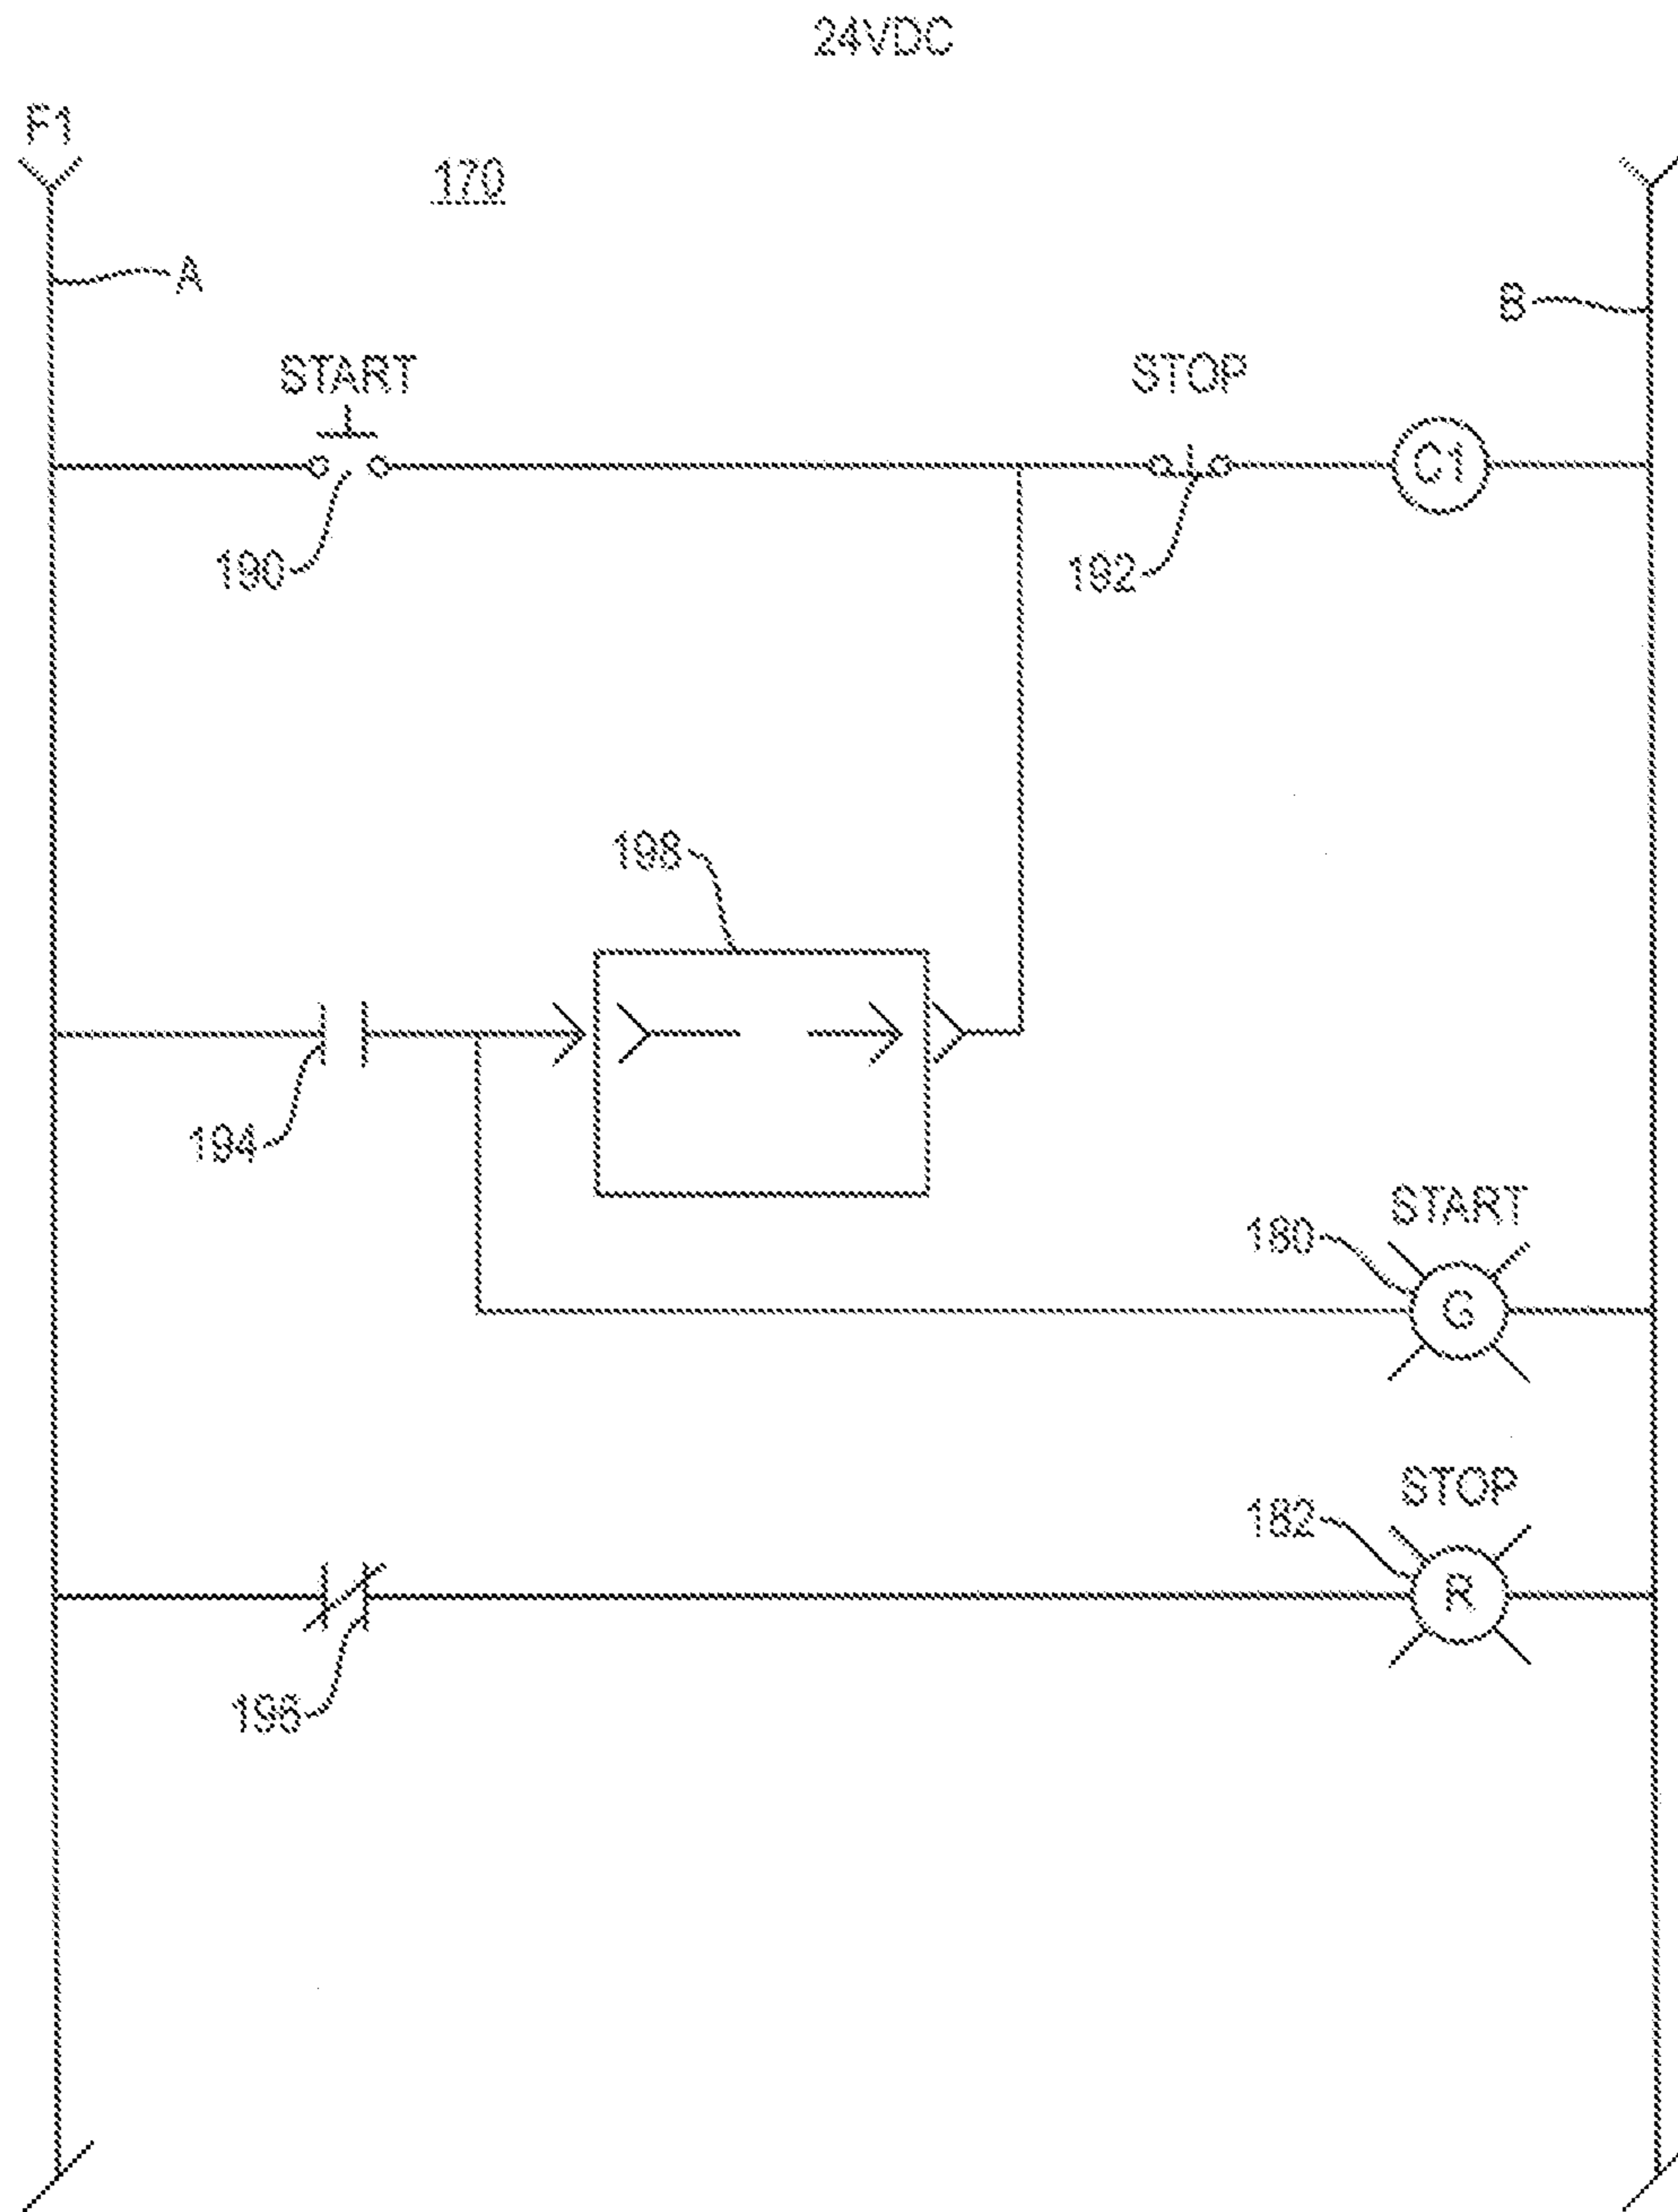 24VDC
F1
170
A
B
START
STOP
C1
190
192
198
194
START
180
G
STOP
182
R
196